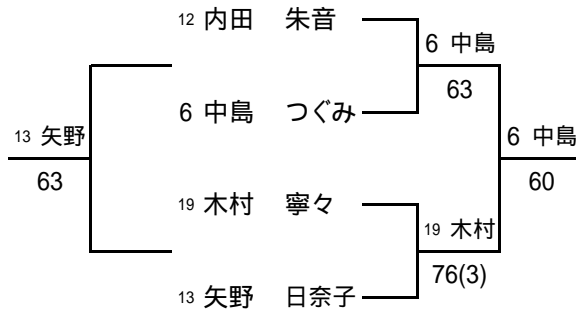 12 内田 朱音
6 中島
63
6 中島 つぐみ
13 矢野
63
6 中島
60
19 木村 寧々
19 木村
76(3)
13 矢野 日奈子